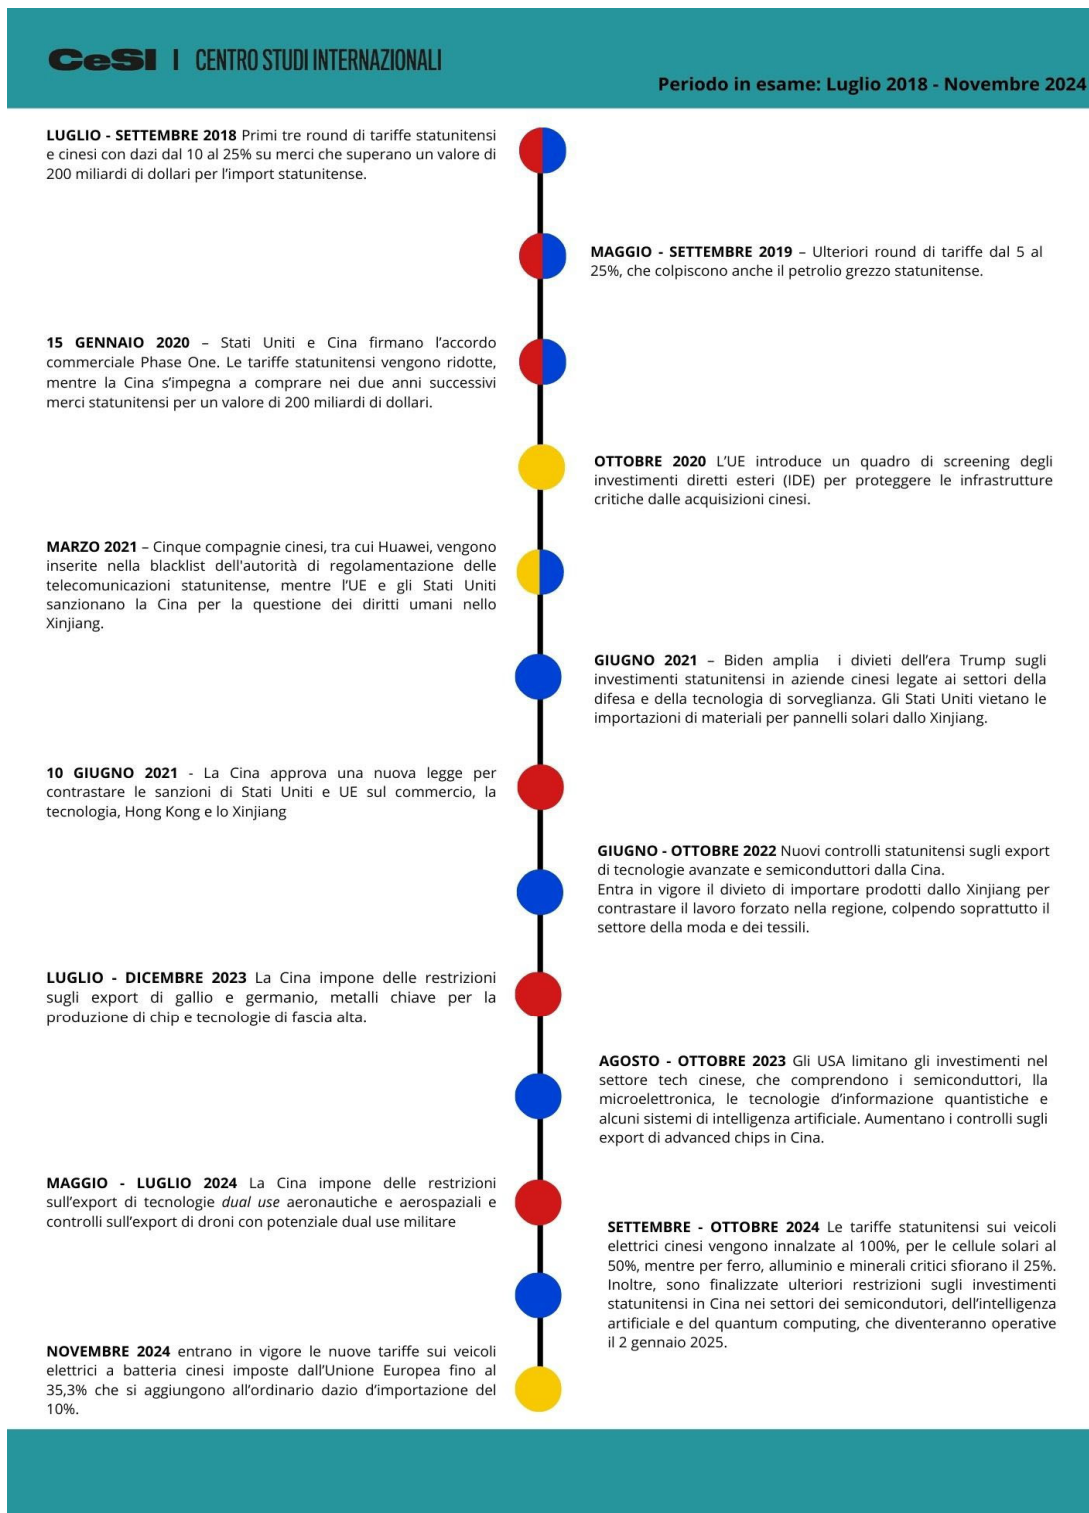 CeSI | CENTRO STUDI INTERNAZIONALI
Periodo in esame: Luglio 2018 - Novembre 2024
LUGLIO - SETTEMBRE 2018 Primi tre round di tariffe statunitensi
e cinesi con dazi dal 10 al 25% su merci che superano un valore di
200 miliardi di dollari per l’import statunitense.
MAGGIO - SETTEMBRE 2019 – Ulteriori round di tariffe dal 5 al
25%, che colpiscono anche il petrolio grezzo statunitense.
15 GENNAIO 2020 – Stati Uniti e Cina firmano l’accordo
commerciale Phase One. Le tariffe statunitensi vengono ridotte,
mentre la Cina s’impegna a comprare nei due anni successivi
merci statunitensi per un valore di 200 miliardi di dollari.
OTTOBRE 2020 L’UE introduce un quadro di screening degli
investimenti diretti esteri (IDE) per proteggere le infrastrutture
critiche dalle acquisizioni cinesi.
MARZO 2021 – Cinque compagnie cinesi, tra cui Huawei, vengono
inserite nella blacklist dell'autorità di regolamentazione delle
telecomunicazioni statunitense, mentre l’UE e gli Stati Uniti
sanzionano la Cina per la questione dei diritti umani nello
Xinjiang.
GIUGNO 2021 – Biden amplia i divieti dell’era Trump sugli
investimenti statunitensi in aziende cinesi legate ai settori della
difesa e della tecnologia di sorveglianza. Gli Stati Uniti vietano le
importazioni di materiali per pannelli solari dallo Xinjiang.
10 GIUGNO 2021 - La Cina approva una nuova legge per
contrastare le sanzioni di Stati Uniti e UE sul commercio, la
tecnologia, Hong Kong e lo Xinjiang
GIUGNO - OTTOBRE 2022 Nuovi controlli statunitensi sugli export
di tecnologie avanzate e semiconduttori dalla Cina.
Entra in vigore il divieto di importare prodotti dallo Xinjiang per
contrastare il lavoro forzato nella regione, colpendo soprattutto il
settore della moda e dei tessili.
LUGLIO - DICEMBRE 2023 La Cina impone delle restrizioni
sugli export di gallio e germanio, metalli chiave per la
produzione di chip e tecnologie di fascia alta.
AGOSTO - OTTOBRE 2023 Gli USA limitano gli investimenti nel
settore tech cinese, che comprendono i semiconduttori, lla
microelettronica, le tecnologie d’informazione quantistiche e
alcuni sistemi di intelligenza artificiale. Aumentano i controlli sugli
export di advanced chips in Cina.
MAGGIO - LUGLIO 2024 La Cina impone delle restrizioni
sull’export di tecnologie dual use aeronautiche e aerospaziali e
controlli sull’export di droni con potenziale dual use militare
SETTEMBRE - OTTOBRE 2024 Le tariffe statunitensi sui veicoli
elettrici cinesi vengono innalzate al 100%, per le cellule solari al
50%, mentre per ferro, alluminio e minerali critici sfiorano il 25%.
Inoltre, sono finalizzate ulteriori restrizioni sugli investimenti
statunitensi in Cina nei settori dei semicondutori, dell’intelligenza
artificiale e del quantum computing, che diventeranno operative
il 2 gennaio 2025.
NOVEMBRE 2024 entrano in vigore le nuove tariffe sui veicoli
elettrici a batteria cinesi imposte dall’Unione Europea fino al
35,3% che si aggiungono all’ordinario dazio d’importazione del
10%.